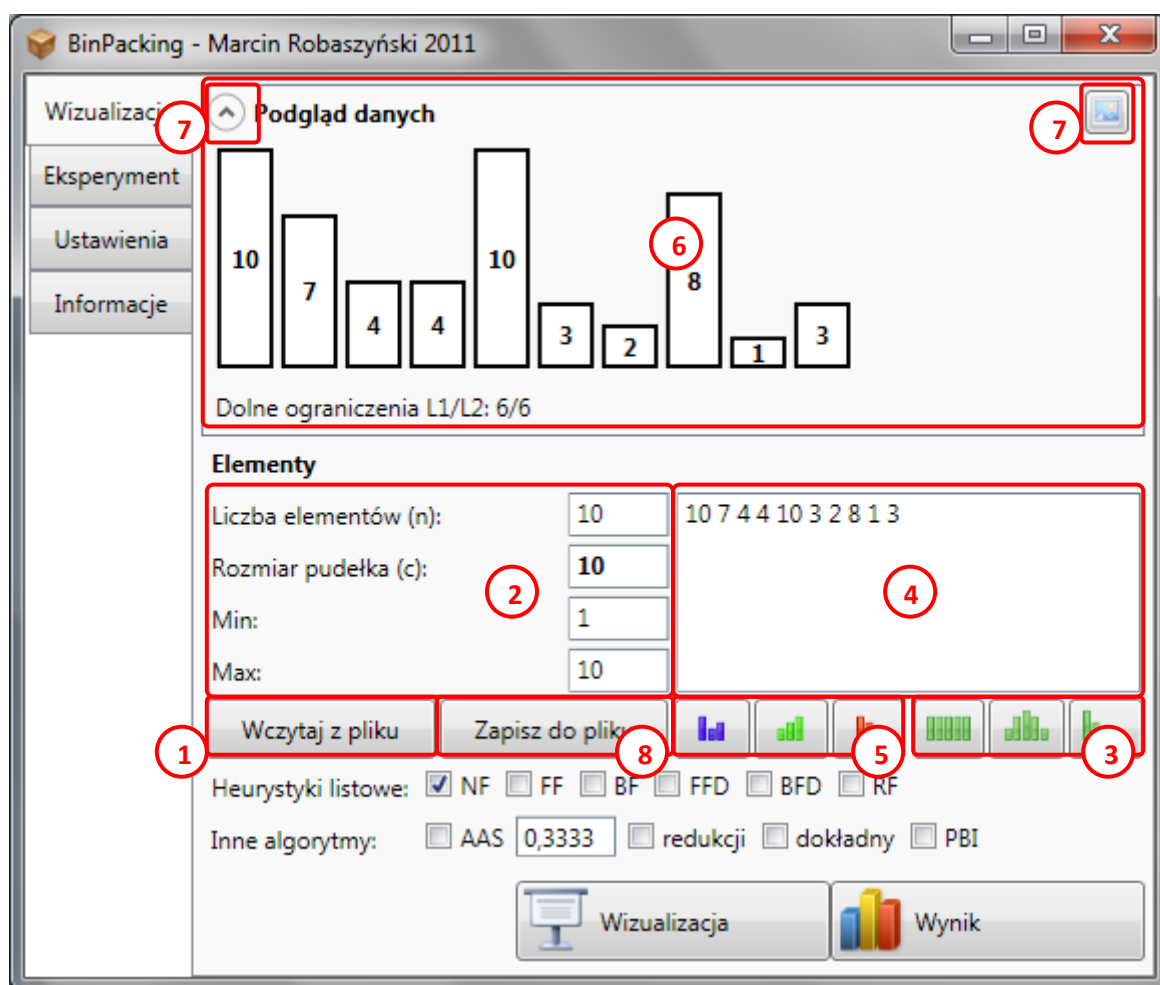 BinPacking - Marcin Robaszyński 2011
Wizualizacj
7
Podgląd danych
7
Eksperyment
Ustawienia
Informacje
10 7 4 4 10 3 2 8 1 3
6
Dolne ograniczenia L1/L2: 6/6
Elementy
Liczba elementów (n): 10
10 7 4 4 10 3 2 8 1 3
Rozmiar pudełka (c): 10
2
4
Min: 1
Max: 10
Wczytaj z pliku
Zapisz do pliku
1
8
5
3
Heurystyki listowe: NF FF BF FFD BFD RF
Inne algorytmy: AAS 0,3333 redukcji dokładny PBI
Wizualizacja
Wynik